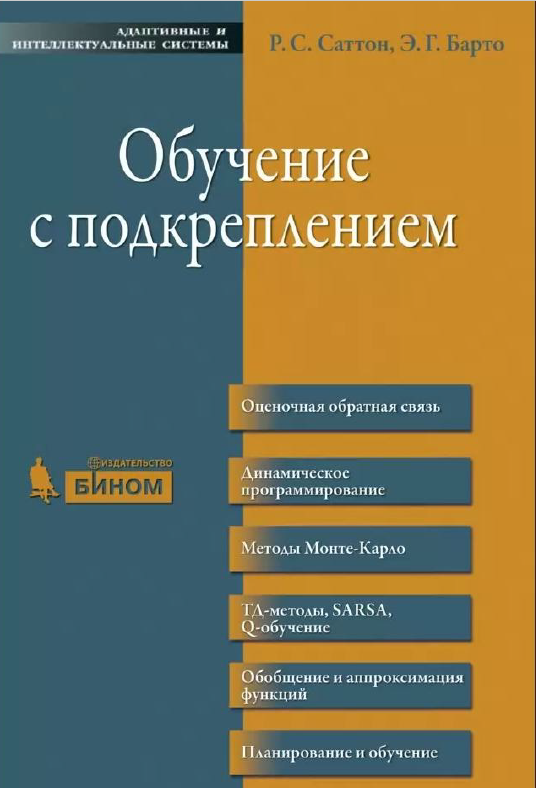 АДАПТИВНЫЕ И
ИНТЕЛЛЕКТУАЛЬНЫЕ СИСТЕМЫ
Р. С. Саттон, Э. Г. Барто
Обучение
с подкреплением
Оценочная обратная связь
ИЗДАТЕЛЬСТВО
БИНОМ
Динамическое
программирование
Методы Монте-Карло
ТД-методы, SARSA,
Q-обучение
Обобщение и аппроксимация
функций
Планирование и обучение